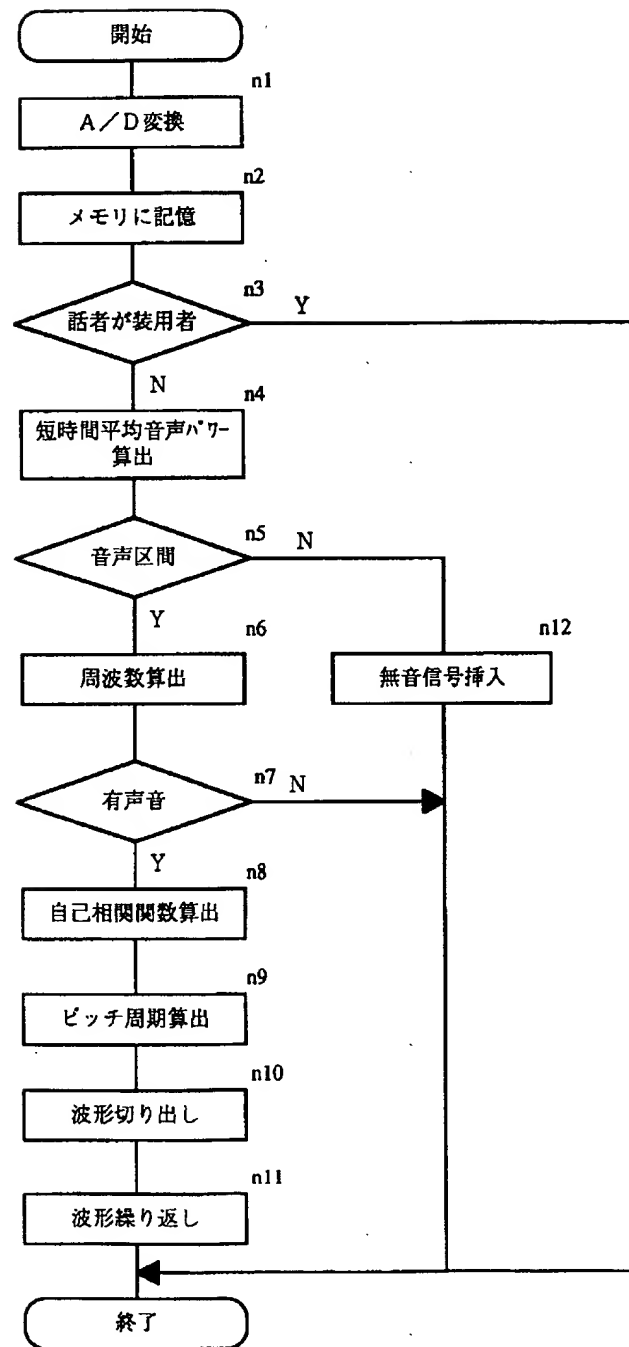 開始
n1
A/D変換
n2
メモリに記憶
n3
話者が装用者
Y
N
n4
短時間平均音声パワー
算出
n5
音声区間
N
Y
n6
周波数算出
n12
無音信号挿入
n7
有声音
N
Y
n8
自己相関関数算出
n9
ピッチ周期算出
n10
波形切り出し
n11
波形繰り返し
終了